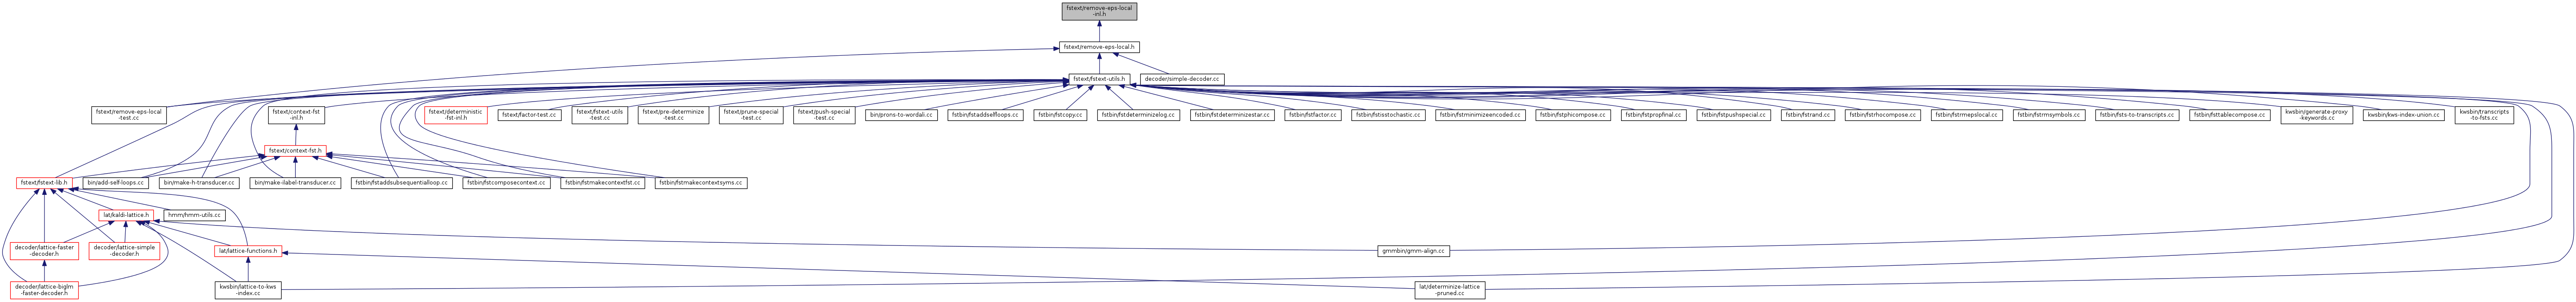 fstext/remove-eps-local
-inl.h
fstext/remove-eps-local.h
fstext/fstext-utils.h
decoder/simple-decoder.cc
fstext/remove-eps-local
-test.cc
fstext/context-fst
-inl.h
fstext/deterministic
-fst-inl.h
fstext/factor-test.cc
fstext/fstext-utils
-test.cc
fstext/pre-determinize
-test.cc
fstext/prune-special
-test.cc
fstext/push-special
-test.cc
bin/prons-to-wordali.cc
fstbin/fstaddselfloops.cc
fstbin/fstcopy.cc
fstbin/fstdeterminizelog.cc
fstbin/fstdeterminizestar.cc
fstbin/fstfactor.cc
fstbin/fstisstochastic.cc
fstbin/fstminimizeencoded.cc
fstbin/fstphicompose.cc
fstbin/fstpropfinal.cc
fstbin/fstpushspecial.cc
fstbin/fstrand.cc
fstbin/fstrhocompose.cc
fstbin/fstrmepslocal.cc
fstbin/fstrmsymbols.cc
fstbin/fsts-to-transcripts.cc
fstbin/fsttablecompose.cc
kwsbin/generate-proxy
-keywords.cc
kwsbin/kws-index-union.cc
kwsbin/transcripts
-to-fsts.cc
fstext/context-fst.h
fstext/fstext-lib.h
bin/add-self-loops.cc
bin/make-h-transducer.cc
bin/make-ilabel-transducer.cc
fstbin/fstaddsubsequentialloop.cc
fstbin/fstcomposecontext.cc
fstbin/fstmakecontextfst.cc
fstbin/fstmakecontextsyms.cc
lat/kaldi-lattice.h
hmm/hmm-utils.cc
decoder/lattice-faster
-decoder.h
decoder/lattice-simple
-decoder.h
lat/lattice-functions.h
gmmbin/gmm-align.cc
decoder/lattice-biglm
-faster-decoder.h
kwsbin/lattice-to-kws
-index.cc
lat/determinize-lattice
-pruned.cc